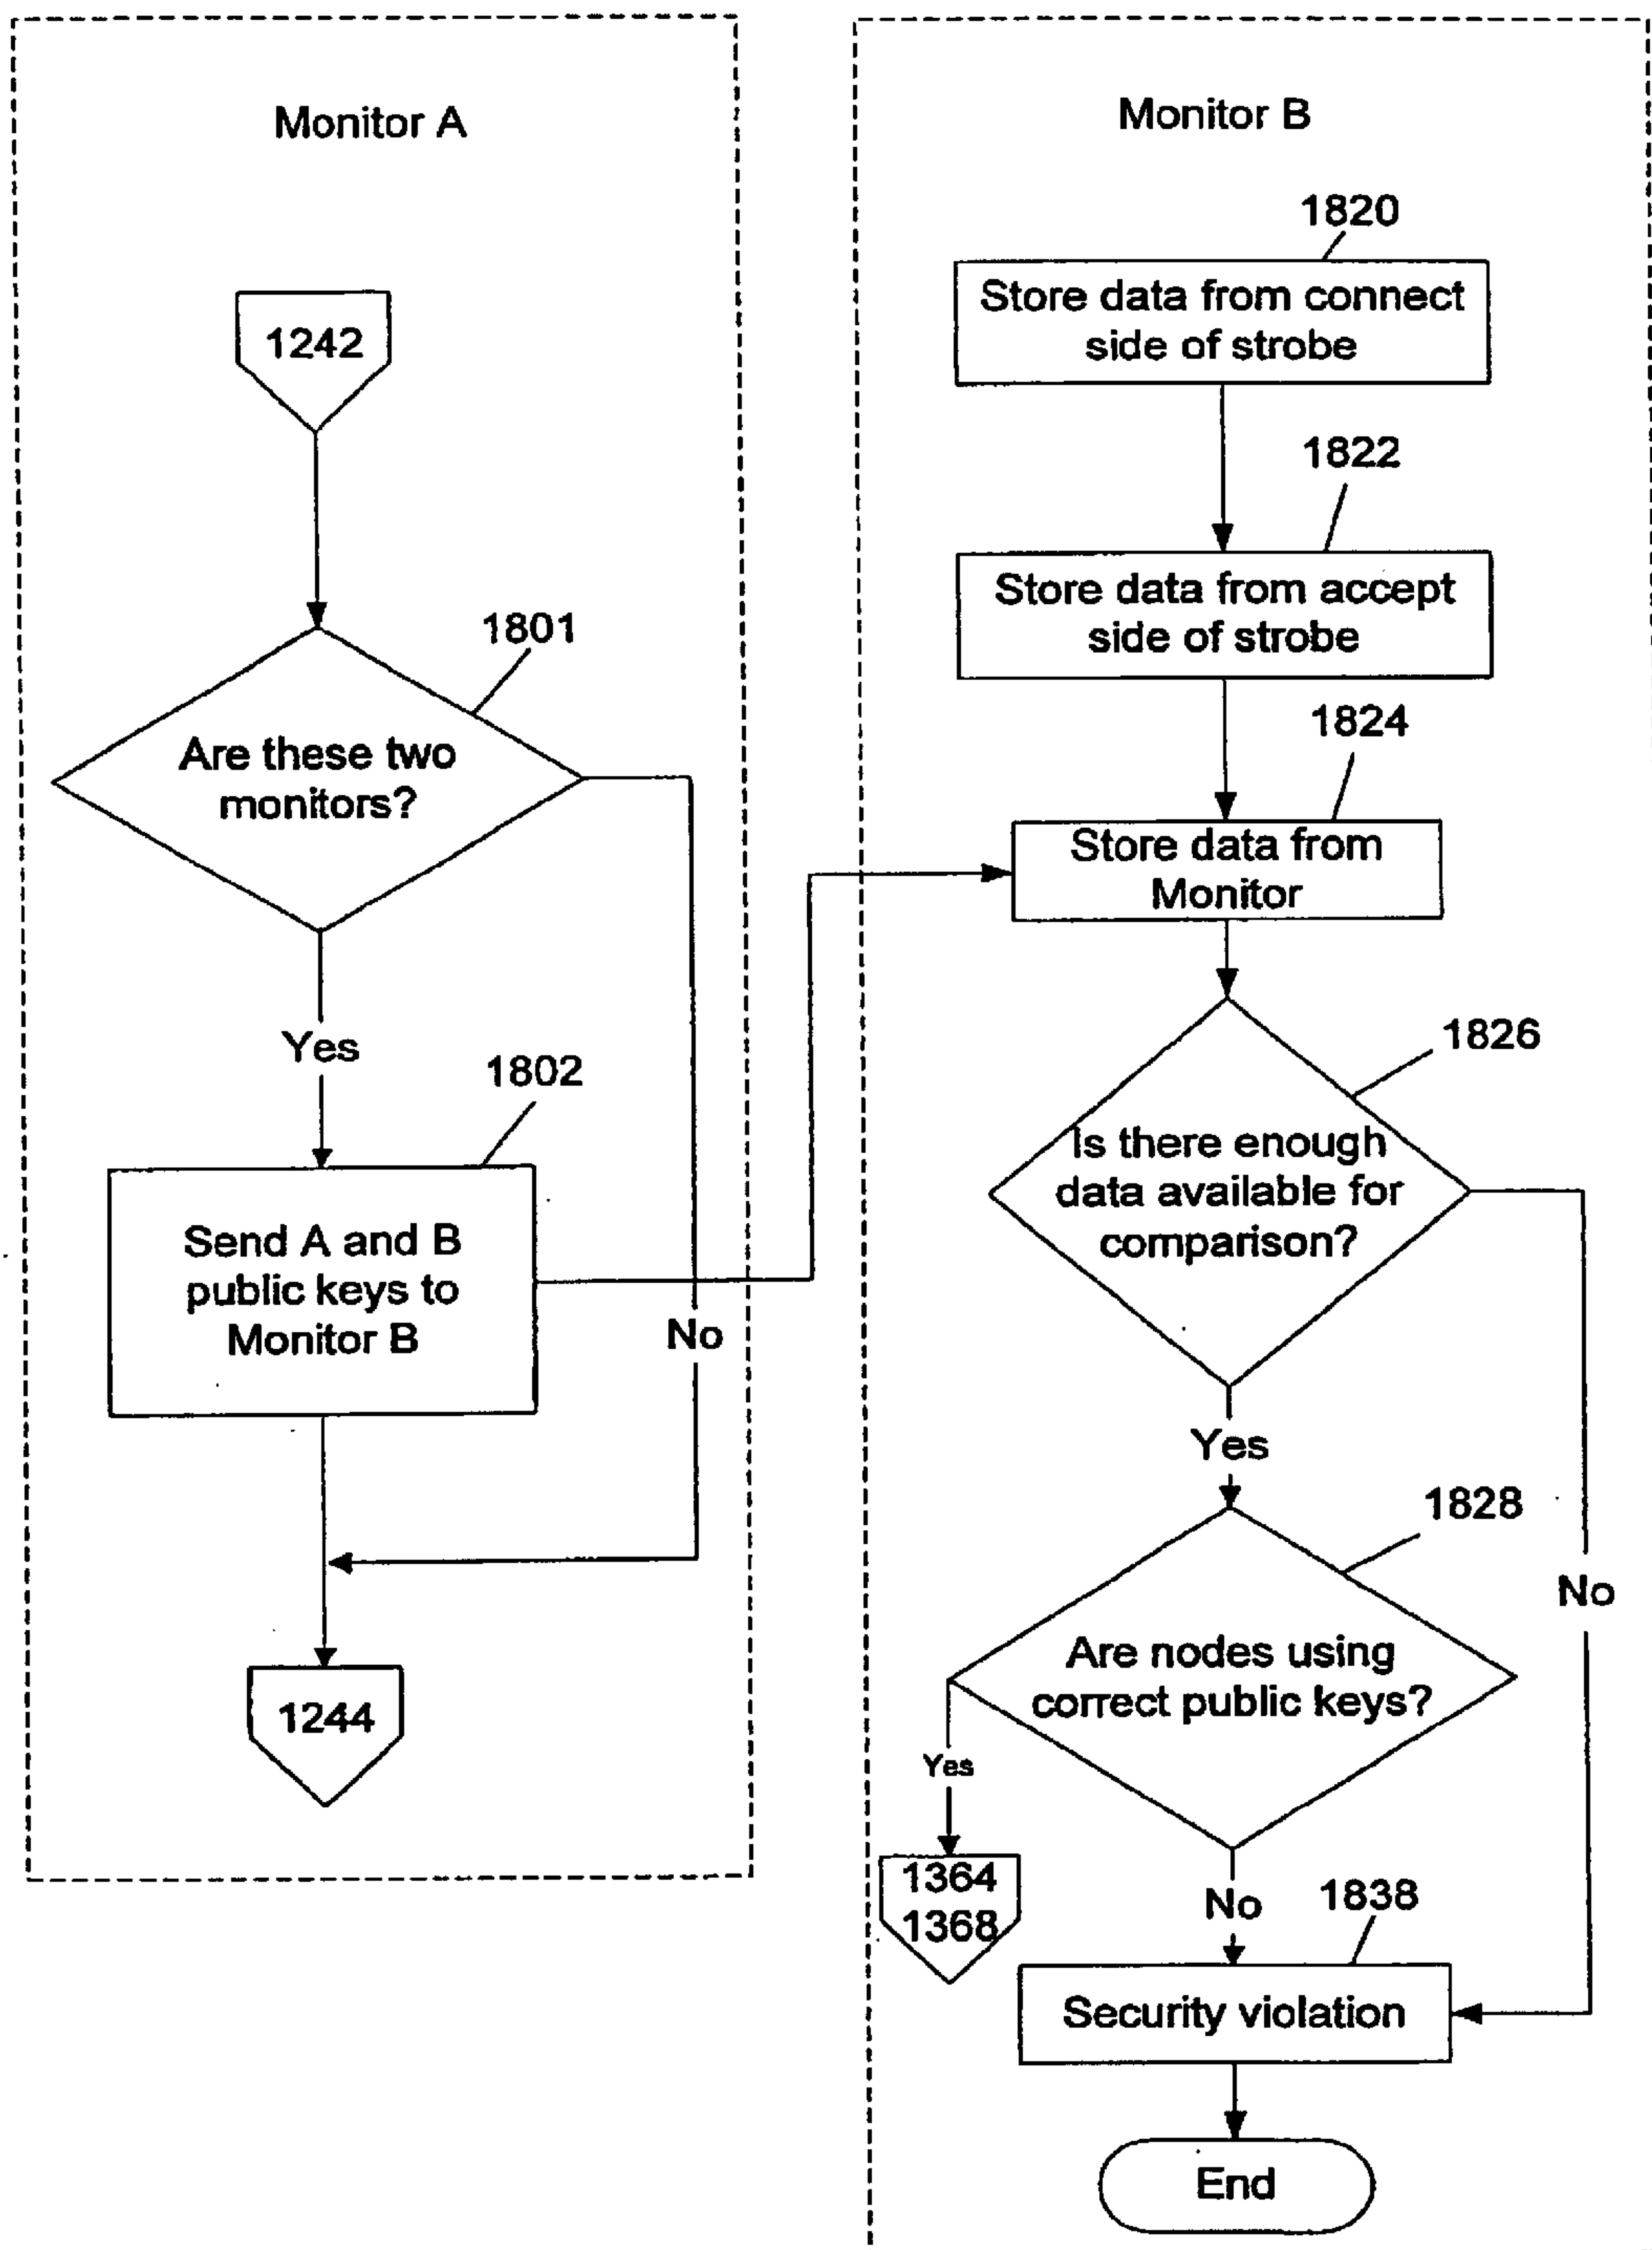 Monitor A
1242
1801
Are these two
monitors?
Yes
1802
Send A and B
public keys to
Monitor B
No
1244
Monitor B
1820
Store data from connect
side of strobe
1822
Store data from accept
side of strobe
1824
Store data from
Monitor
1826
Is there enough
data available for
comparison?
Yes
No
1828
Are nodes using
correct public keys?
Yes
1364
1368
No
1838
Security violation
End